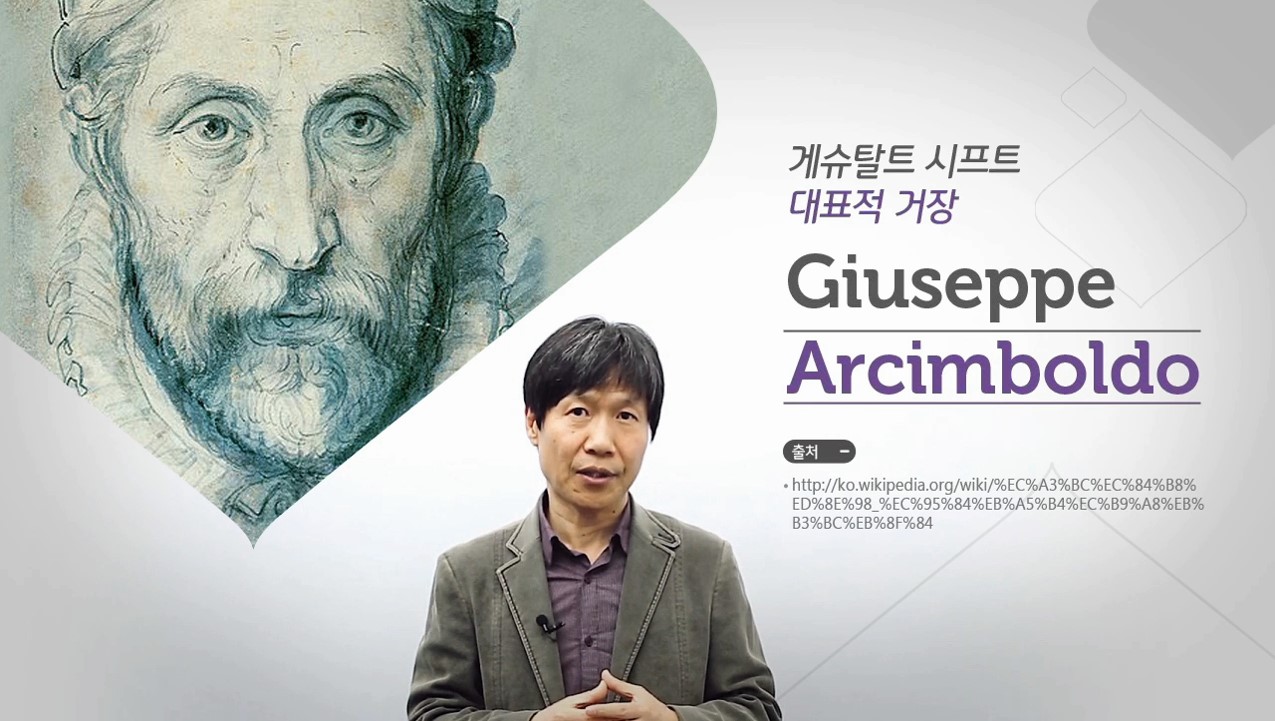 게슈탈트 시프트
대표적 거장
Giuseppe
Arcimboldo
출처 –
• http://ko.wikipedia.org/wiki/%EC%A3%BC%EC%84%B8%
ED%8E%98_%EC%95%84%EB%A5%B4%EC%B9%A8%EB%
B3%BC%EB%8F%84